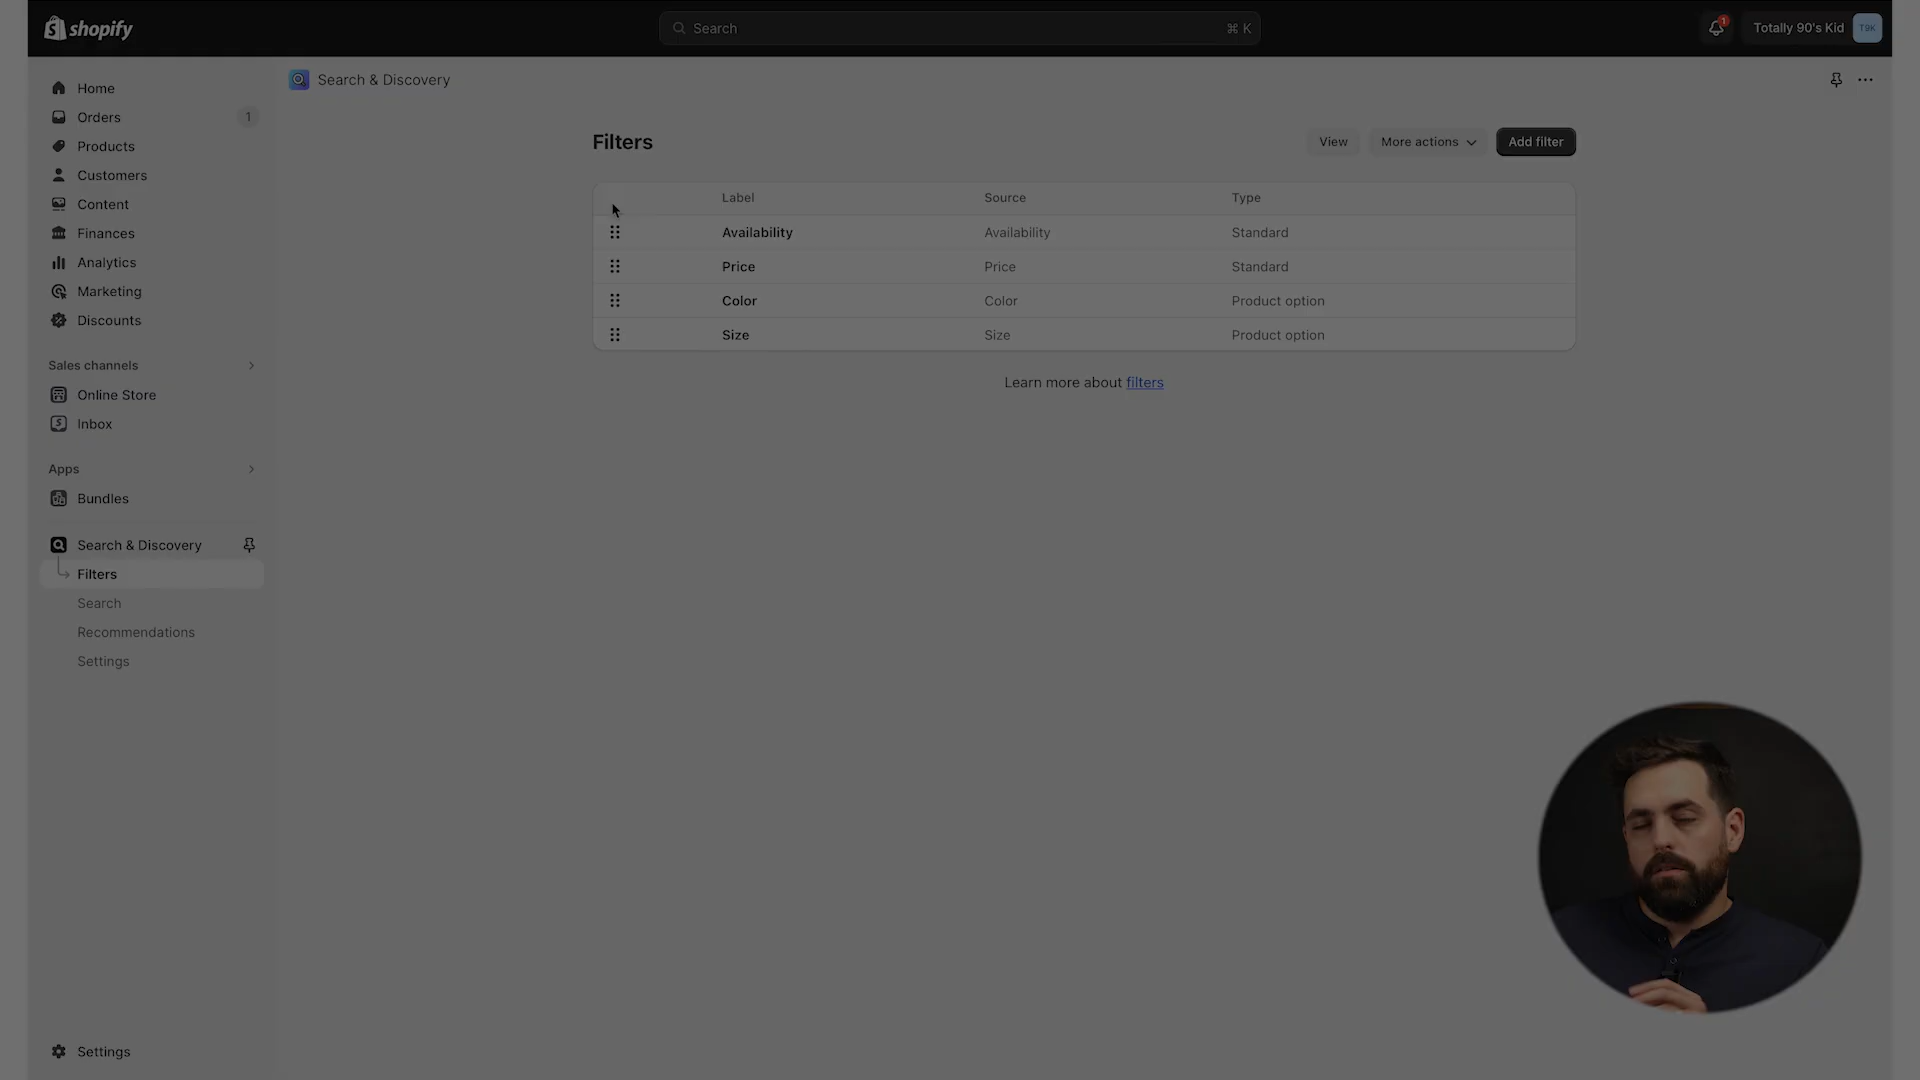 shopify
Search
⌘ K
1
Totally 90's Kid
T9K
Home
Orders
1
Products
Customers
Content
Finances
Analytics
Marketing
Discounts
Sales channels
Online Store
Inbox
Apps
Bundles
Search & Discovery
Filters
Search
Recommendations
Settings
Settings
Search & Discovery
Filters
View
More actions
Add filter
Label Source Type
Availability Availability Standard
Price Price Standard
Color Color Product option
Size Size Product option
Learn more about filters